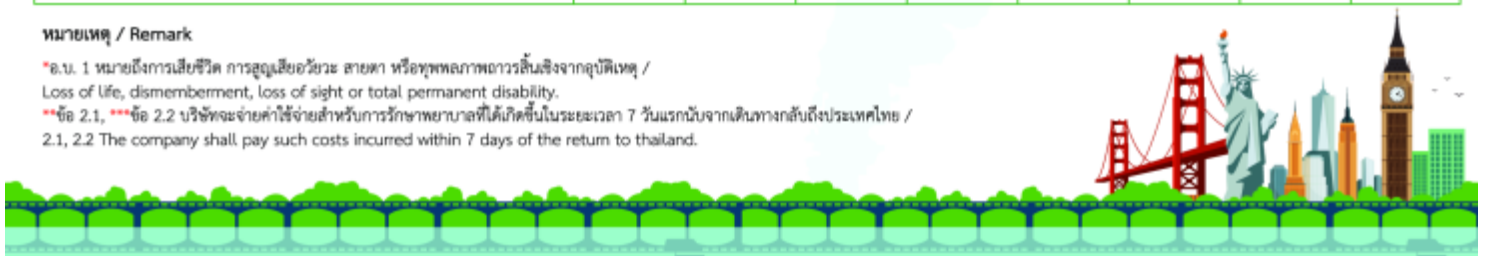 หมายเหตุ / Remark
*อ.บ. 1 หมายถึงการเสียชีวิต การสูญเสียอวัยวะ สายตา หรือทุพพลภาพถาวรสิ้นเชิงจากอุบัติเหตุ /
Loss of life, dismemberment, loss of sight or total permanent disability.
**ข้อ 2.1, ***ข้อ 2.2 บริษัทจะจ่ายค่าใช้จ่ายสำหรับการรักษาพยาบาลที่ได้เกิดขึ้นในระยะเวลา 7 วันแรกนับจากเดินทางกลับถึงประเทศไทย /
2.1, 2.2 The company shall pay such costs incurred within 7 days of the return to thailand.